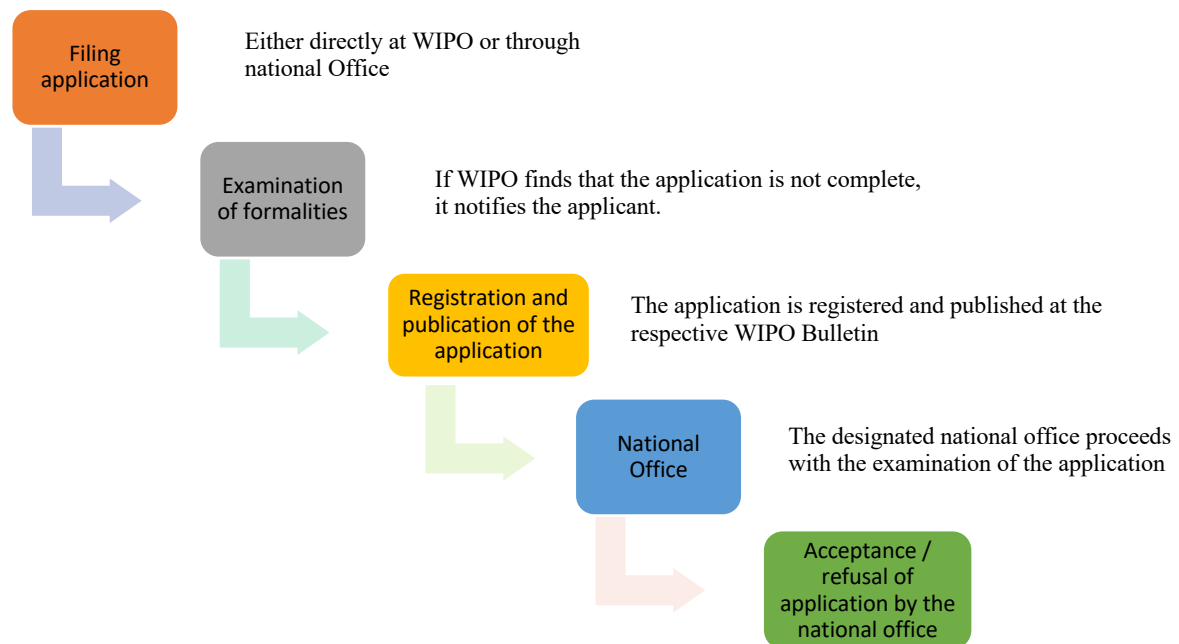 Filing
application
Either directly at WIPO or through
national Office
Examination
of formalities
If WIPO finds that the application is not complete,
it notifies the applicant.
Registration and
publication of the
application
The application is registered and published at the
respective WIPO Bulletin
National
Office
The designated national office proceeds
with the examination of the application
Acceptance /
refusal of
application by the
national office